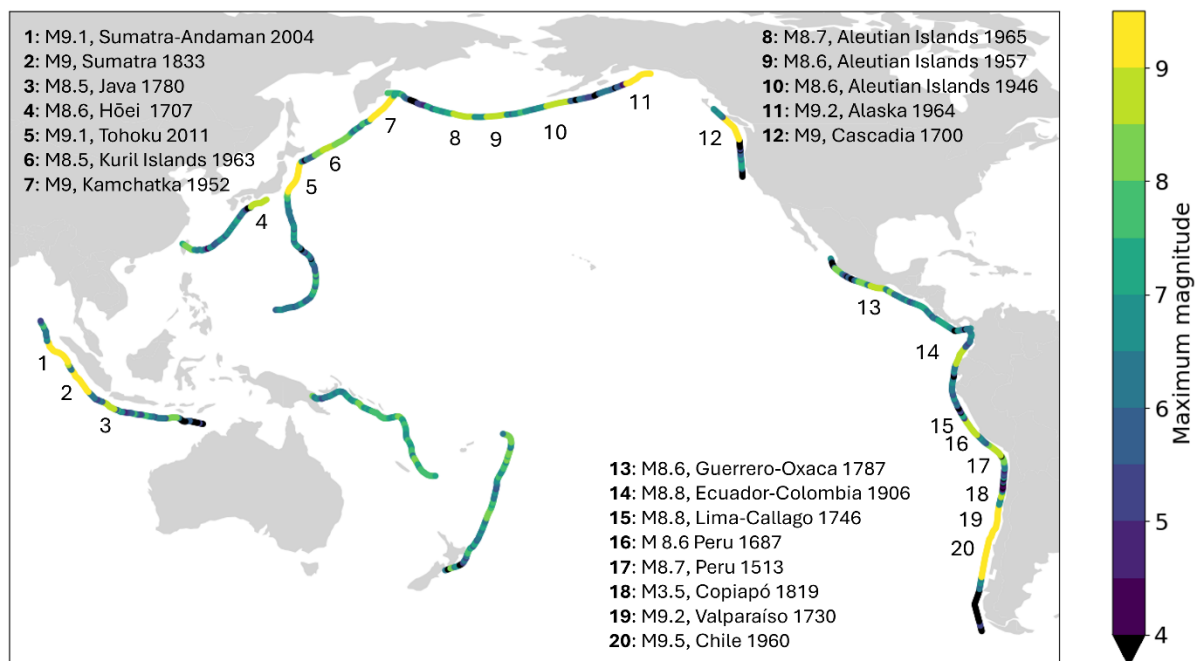 1: M9.1, Sumatra-Andaman 2004
2: M9, Sumatra 1833
3: M8.5, Java 1780
4: M8.6, Hōei 1707
5: M9.1, Tohoku 2011
6: M8.5, Kuril Islands 1963
7: M9, Kamchatka 1952
8: M8.7, Aleutian Islands 1965
9: M8.6, Aleutian Islands 1957
10: M8.6, Aleutian Islands 1946
11: M9.2, Alaska 1964
12: M9, Cascadia 1700
13: M8.6, Guerrero-Oxaca 1787
14: M8.8, Ecuador-Colombia 1906
15: M8.8, Lima-Callago 1746
16: M 8.6 Peru 1687
17: M8.7, Peru 1513
18: M3.5, Copiapó 1819
19: M9.2, Valparaíso 1730
20: M9.5, Chile 1960
1
2
3
4
5
6
7
8
9
10
11
12
13
14
15
16
17
18
19
20
9
8
7
6
5
4
Maximum magnitude